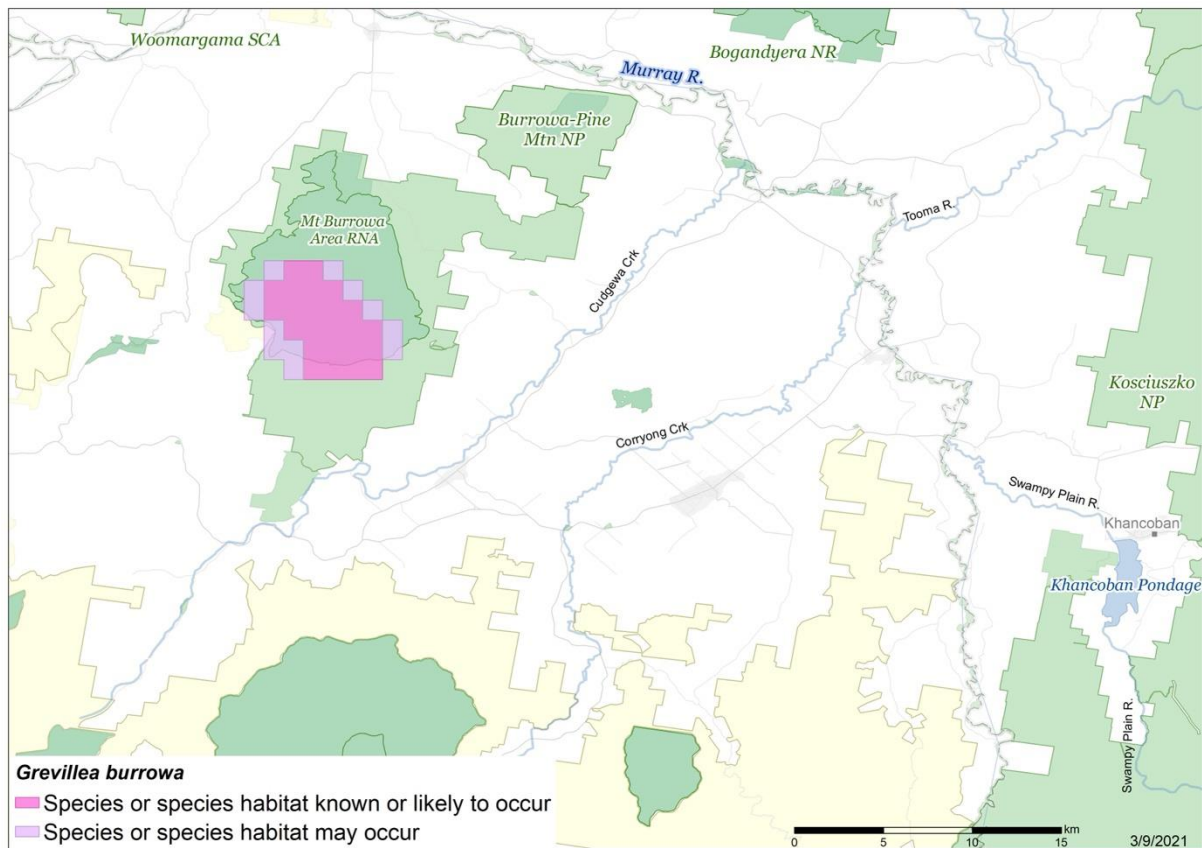 Woomargama SCA
Bogandyera NR
Murray R.
Burrowa-Pine
Mtn NP
Mt Burrowa
Area RNA
Tooma R.
Cudgewa Crk
Kosciuszko
NP
Corryong Crk
Swampy Plain R.
Khancoban
Khancoban Pondage
Swampy Plain R.
Grevillea burrowa
Species or species habitat known or likely to occur
Species or species habitat may occur
km
0 5 10 15
3/9/2021